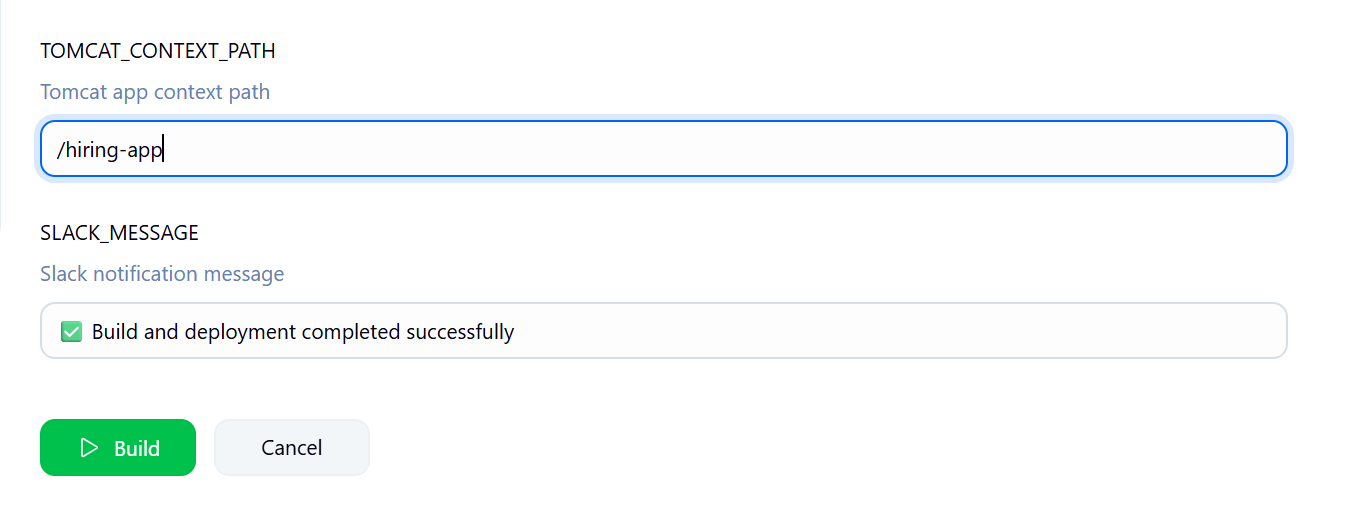 TOMCAT_CONTEXT_PATH
Tomcat app context path
/hiring-app
SLACK_MESSAGE
Slack notification message
✅ Build and deployment completed successfully
Build
Cancel